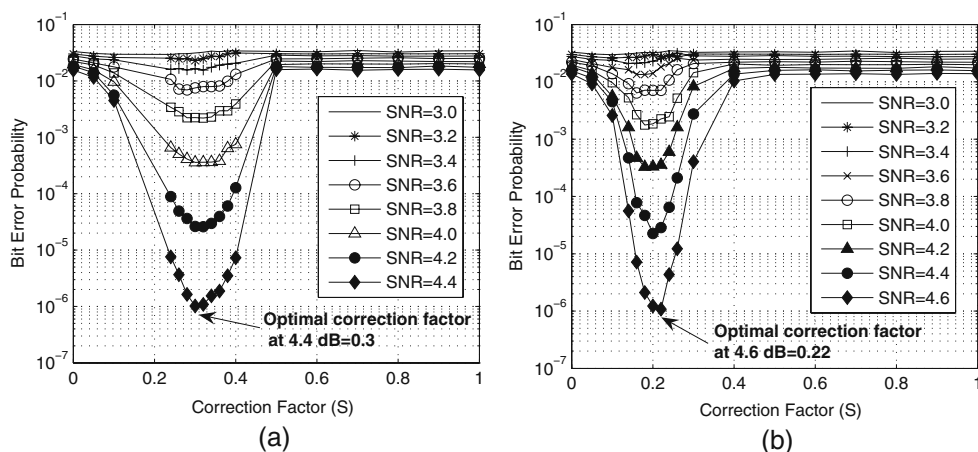 10^-1
10^-2
10^-3
10^-4
10^-5
10^-6
10^-7
Bit Error Probability
SNR=3.0
SNR=3.2
SNR=3.4
SNR=3.6
SNR=3.8
SNR=4.0
SNR=4.2
SNR=4.4
Optimal correction factor
at 4.4 dB=0.3
0 0.2 0.4 0.6 0.8 1
Correction Factor (S)
(a)
10^-1
10^-2
10^-3
10^-4
10^-5
10^-6
10^-7
Bit Error Probability
SNR=3.0
SNR=3.2
SNR=3.4
SNR=3.6
SNR=3.8
SNR=4.0
SNR=4.2
SNR=4.4
SNR=4.6
Optimal correction factor
at 4.6 dB=0.22
0 0.2 0.4 0.6 0.8 1
Correction Factor (S)
(b)